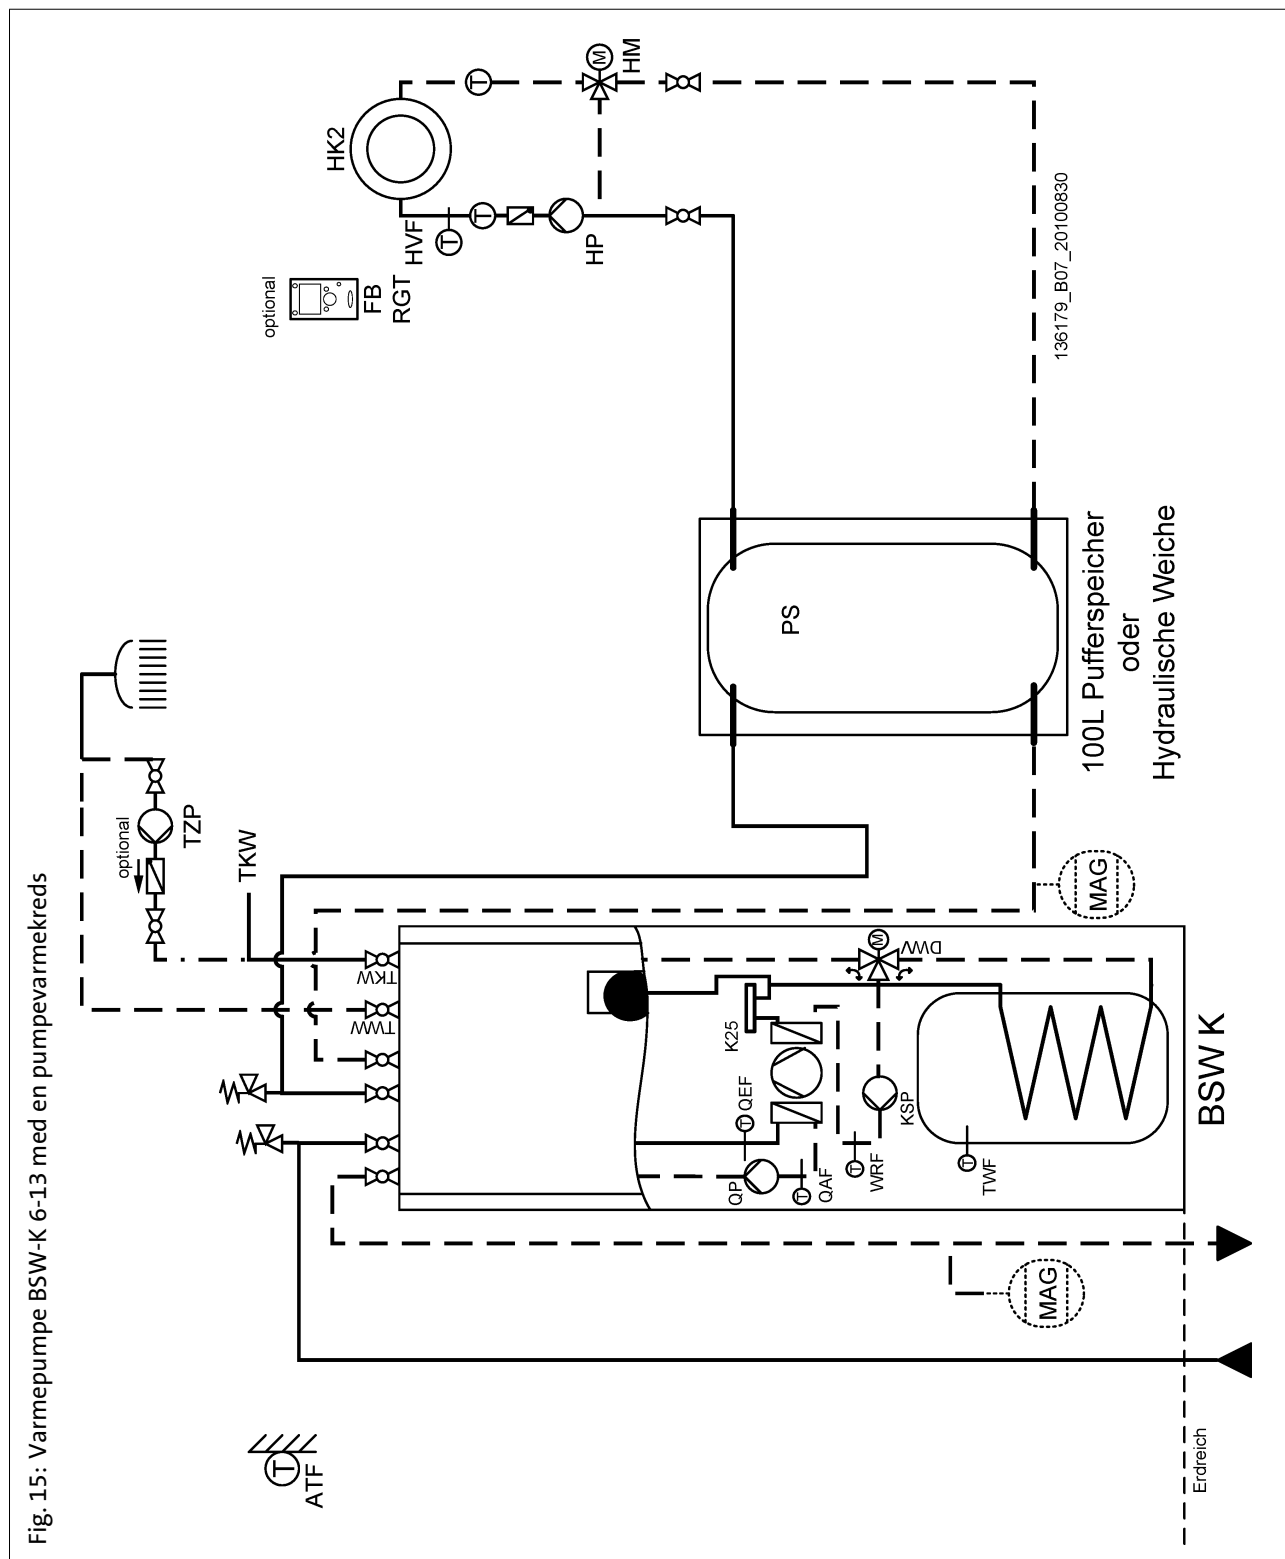 Fig. 15: Varmepumpe BSW-K 6-13 med en pumpevarmekreds
ATF
T
MAG
Erdreich
BSW K
TWW
TKW
TKW
optional
TZP
QP
T
QEF
T
QAF
K25
T
WRF
KSP
M
DWV
T
TWF
MAG
PS
100L Pufferspeicher
oder
Hydraulische Weiche
optional
FB
RGT
HVF
T
T
HP
HK2
T
M
HM
136179_B07_20100830